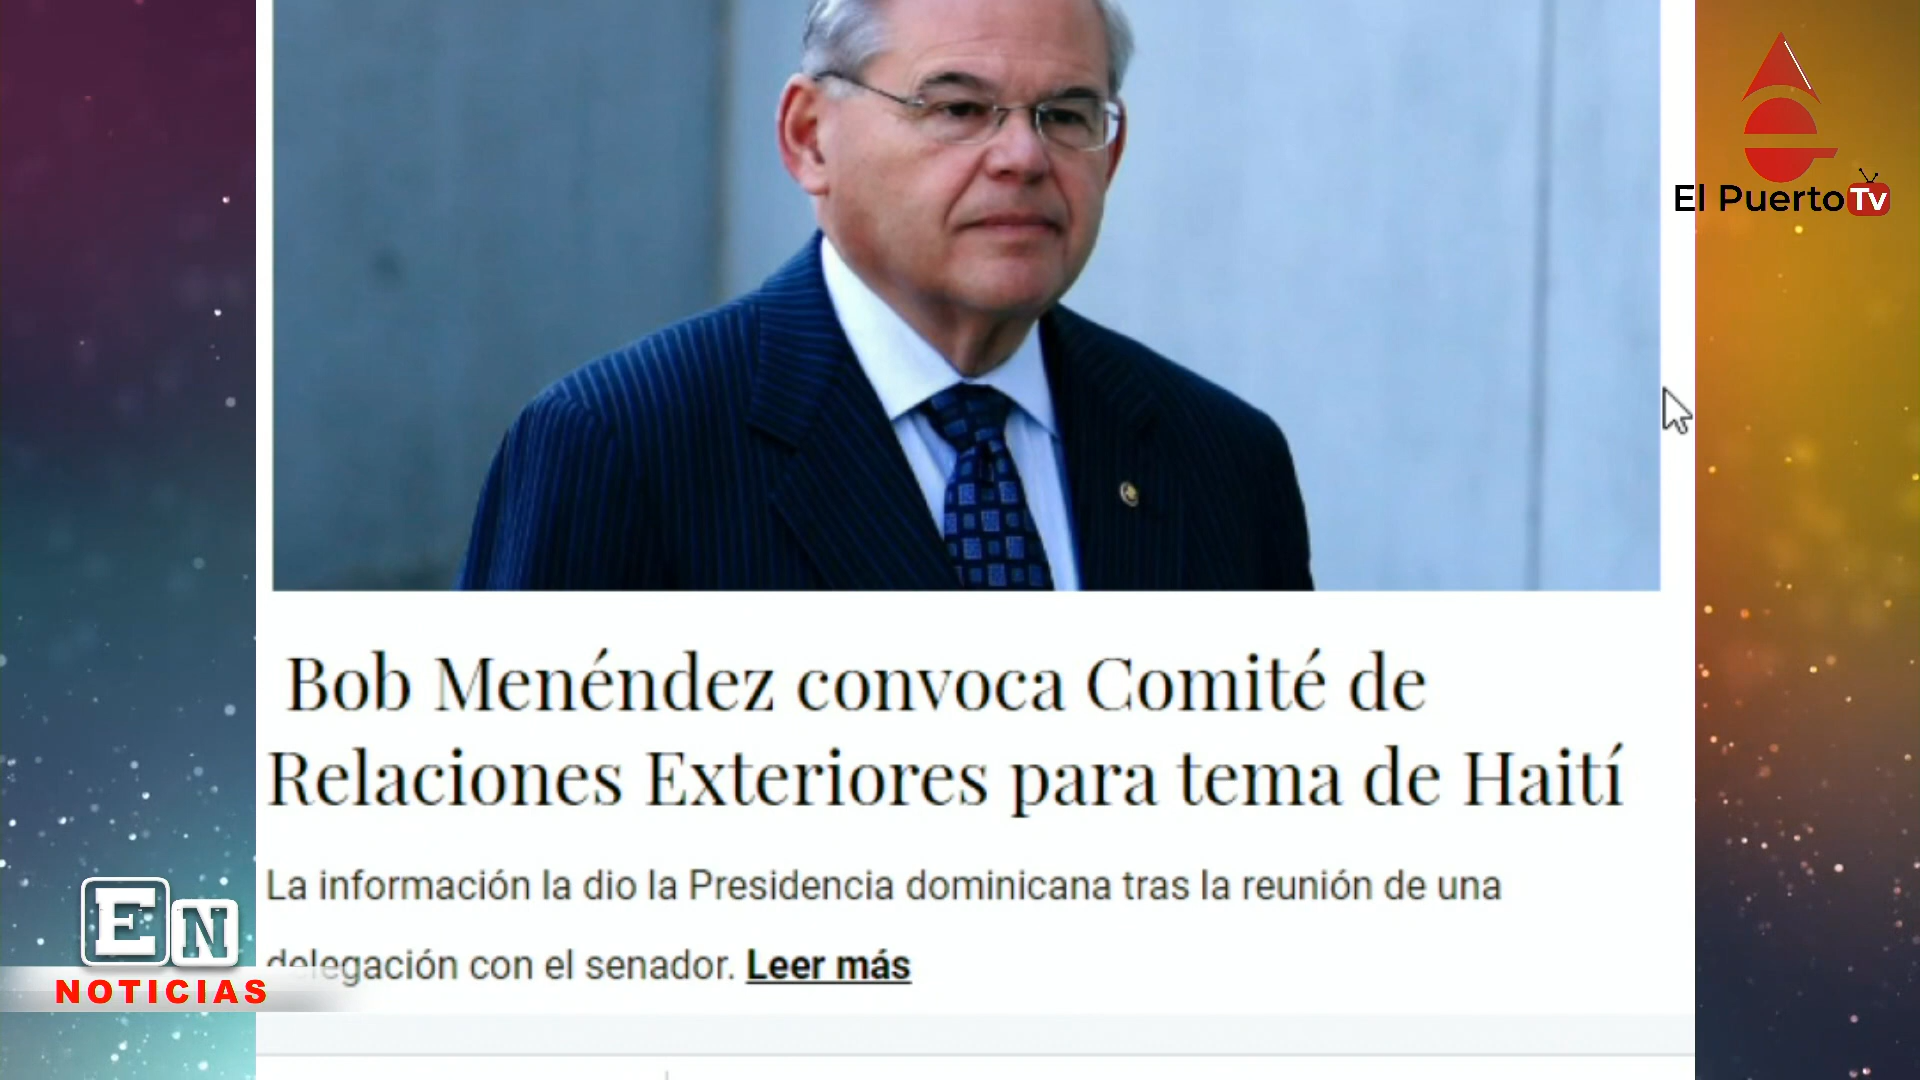 El Puerto Tv
Bob Menéndez convoca Comité de
Relaciones Exteriores para tema de Haití
La información la dio la Presidencia dominicana tras la reunión de una
delegación con el senador. Leer más
EN
NOTICIAS